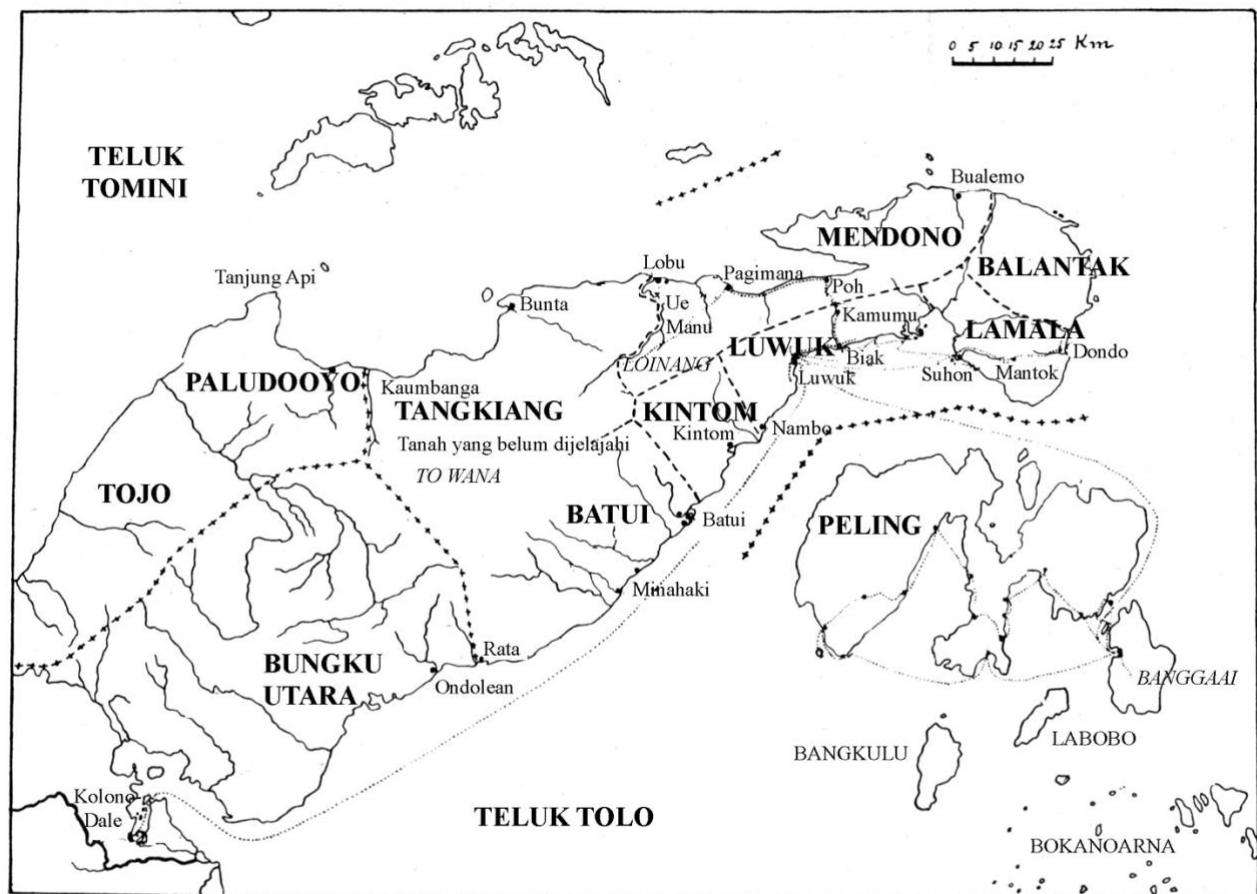 0 5 10 15 20 25 Km
TELUK
TOMINI
Bualemo
MENDONO
BALANTAK
Lobu
Pagimana
Poh
Tanjung Api
Bunta
Ue
Manu
Kamumu
LAMALA
LOINANG
LUWUK
Biak
Dondo
Luwuk
Suhon
Mantok
PALUDOOYO
Kaumbanga
TANGKIANG
KINTOM
Nambo
Kintom
Tanah yang belum dijelajahi
TO WANA
TOJO
BATUI
Batui
PELING
Minahaki
BUNGKU
UTARA
Rata
Ondolean
BANGGAAI
LABOBO
BANGKULU
Kolono
Dale
TELUK TOLO
BOKANOARNA